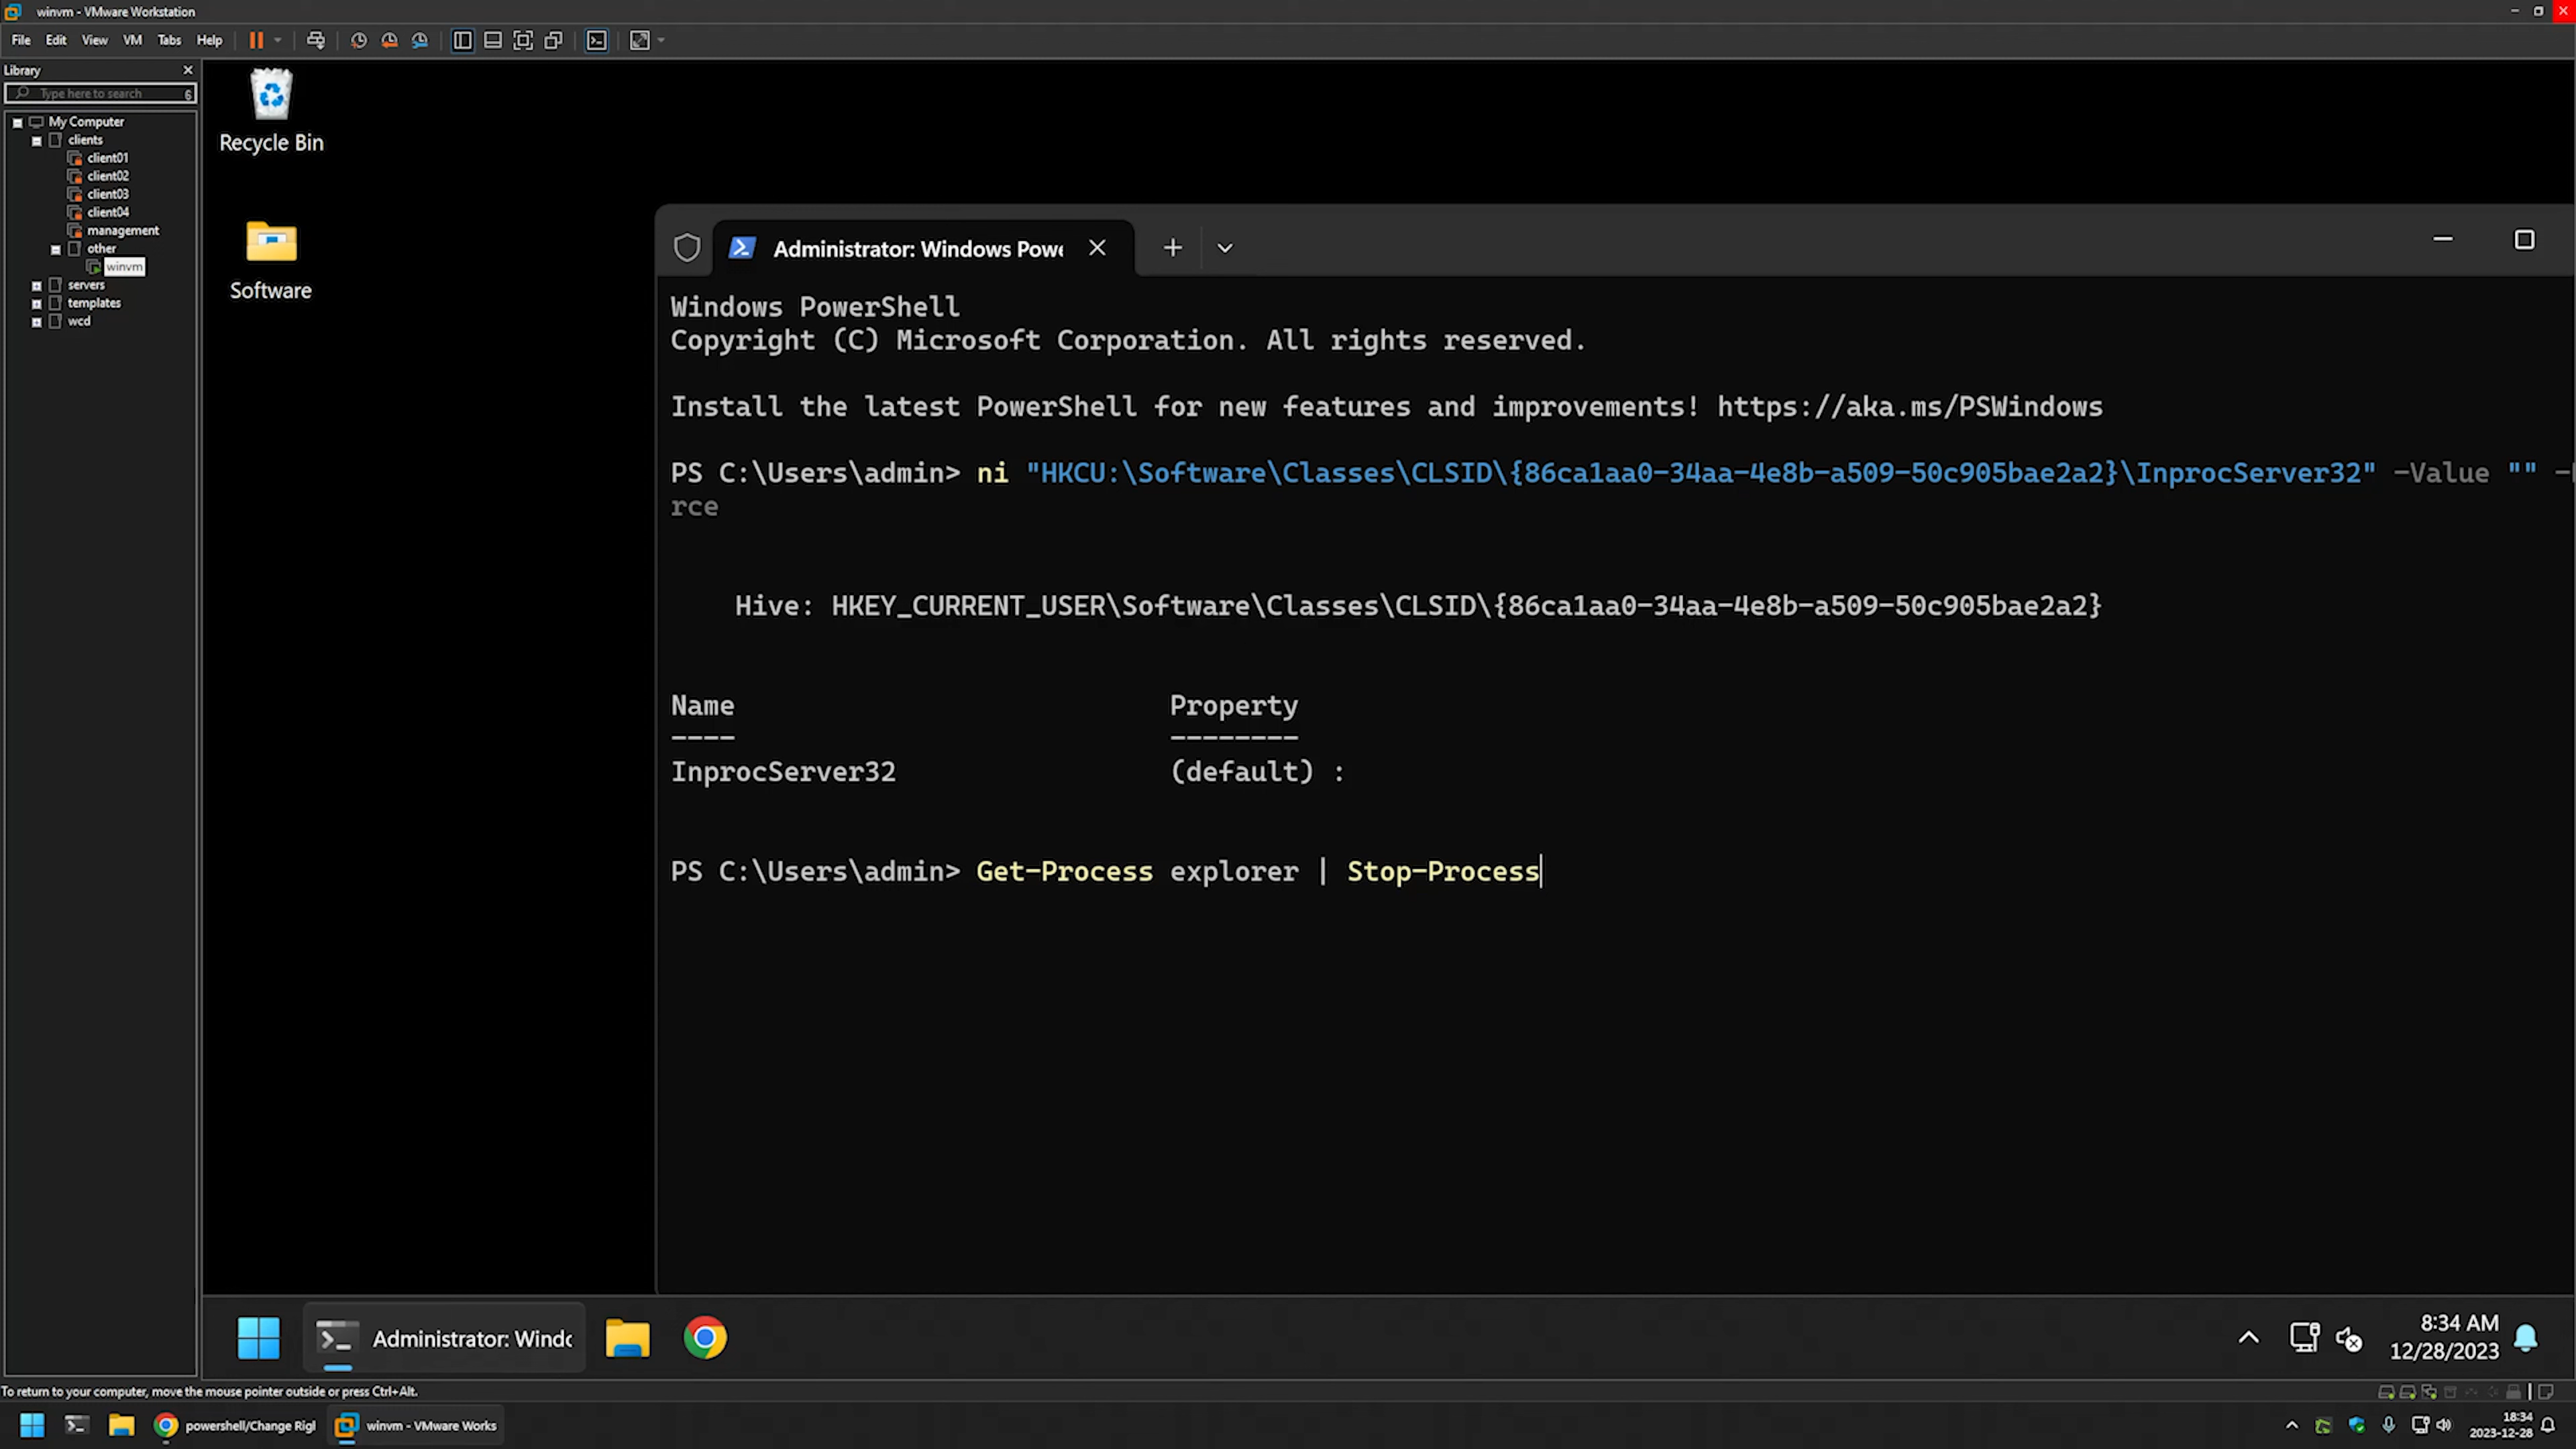 winvm - VMware Workstation
File Edit View VM Tabs Help
Library
Type here to search
6
My Computer
clients
client01
client02
client03
client04
management
other
winvm
servers
templates
wcd
Recycle Bin
Software
Administrator: Windows Powe
Windows PowerShell
Copyright (C) Microsoft Corporation. All rights reserved.
Install the latest PowerShell for new features and improvements! https://aka.ms/PSWindows
PS C:\Users\admin> ni "HKCU:\Software\Classes\CLSID\{86ca1aa0-34aa-4e8b-a509-50c905bae2a2}\InprocServer32" -Value "" -
rce
Hive: HKEY_CURRENT_USER\Software\Classes\CLSID\{86ca1aa0-34aa-4e8b-a509-50c905bae2a2}
Name Property
---- --------
InprocServer32 (default) :
PS C:\Users\admin> Get-Process explorer | Stop-Process
Administrator: Windo
8:34 AM
12/28/2023
To return to your computer, move the mouse pointer outside or press Ctrl+Alt.
powershell/Change Rigl
winvm - VMware Works
18:34
2023-12-28